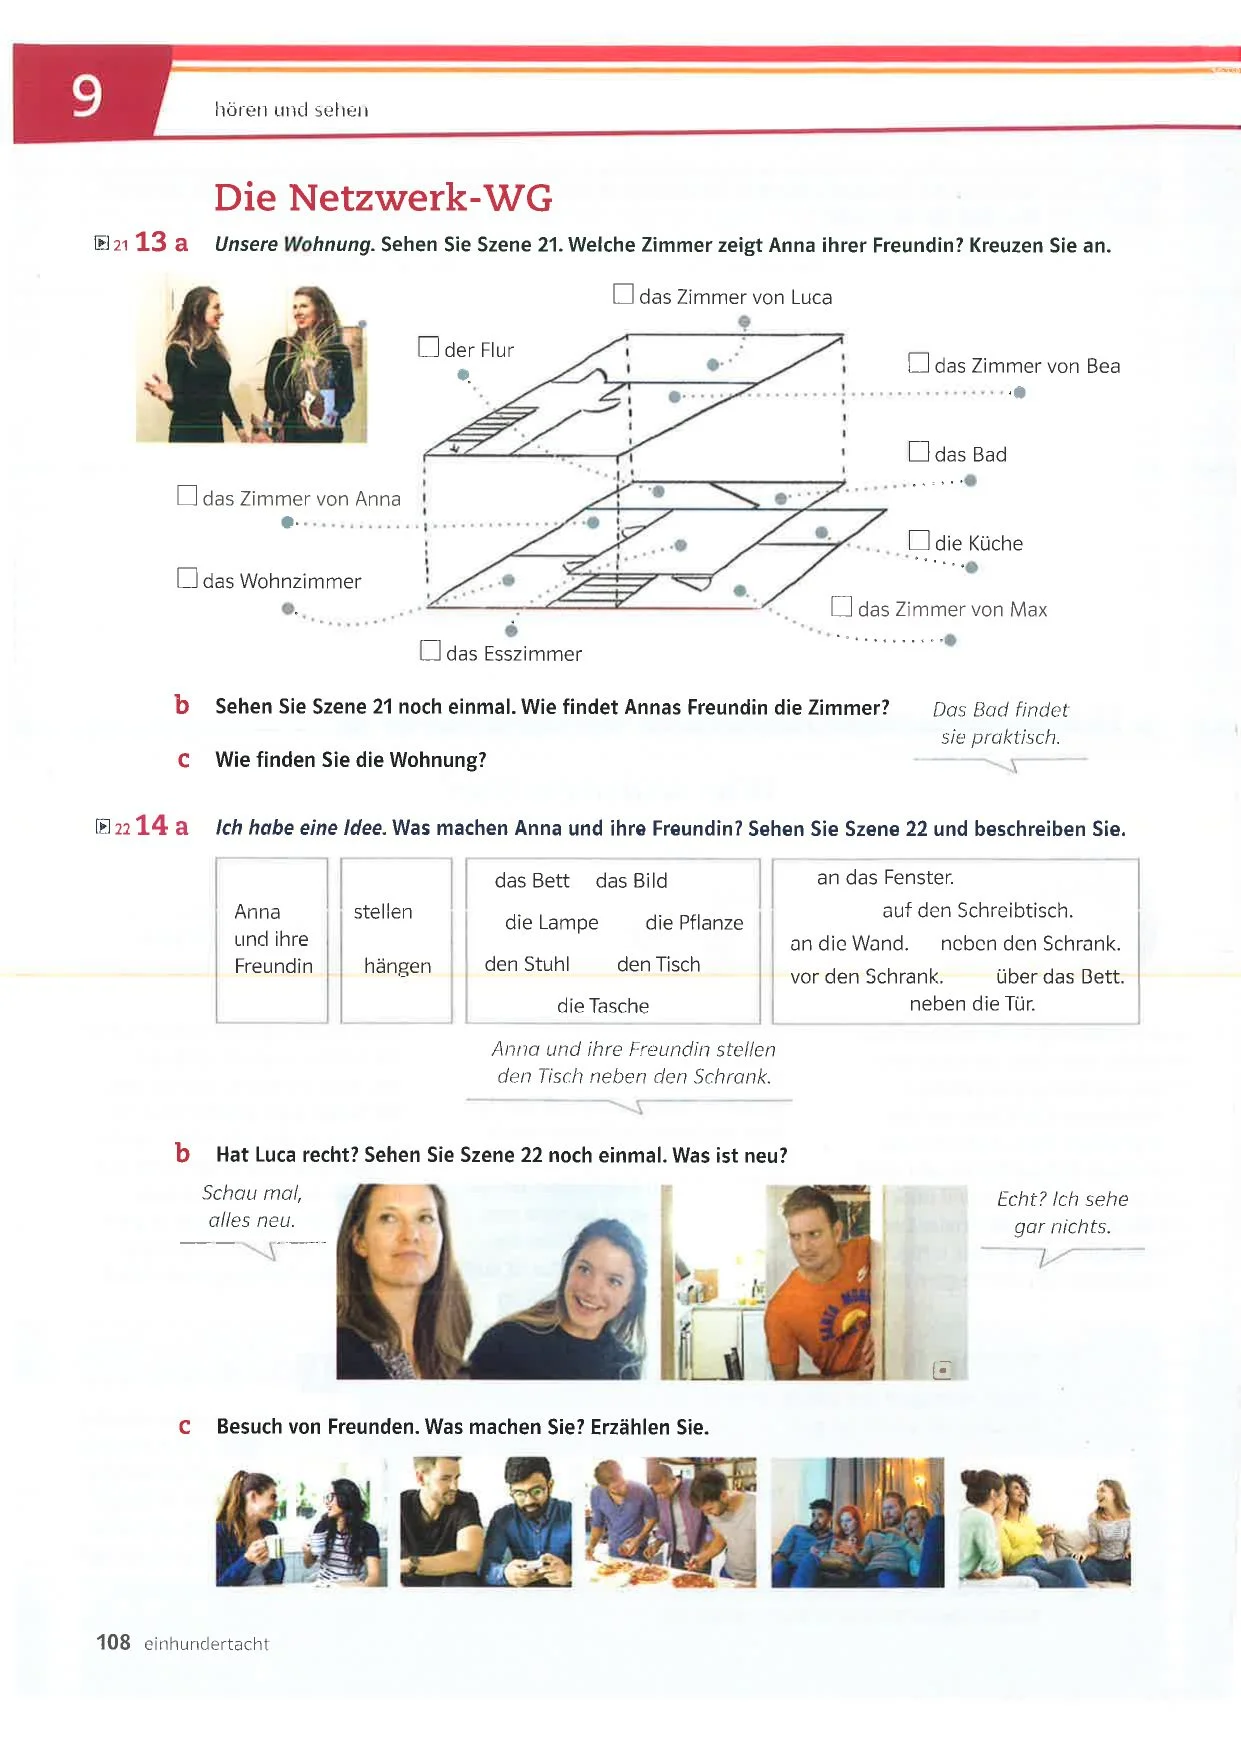 9
hören und sehen
Die Netzwerk-WG
21 13 a Unsere Wohnung. Sehen Sie Szene 21. Welche Zimmer zeigt Anna ihrer Freundin? Kreuzen Sie an.
das Zimmer von Luca
der Flur
das Zimmer von Bea
das Bad
das Zimmer von Anna
die Küche
das Wohnzimmer
das Zimmer von Max
das Esszimmer
b Sehen Sie Szene 21 noch einmal. Wie findet Annas Freundin die Zimmer?
Das Bad findet
sie praktisch.
c Wie finden Sie die Wohnung?
22 14 a Ich habe eine Idee. Was machen Anna und ihre Freundin? Sehen Sie Szene 22 und beschreiben Sie.
Anna
und ihre
Freundin
stellen
hängen
das Bett das Bild
die Lampe die Pflanze
den Stuhl den Tisch
die Tasche
an das Fenster.
auf den Schreibtisch.
an die Wand. neben den Schrank.
vor den Schrank. über das Bett.
neben die Tür.
Anna und ihre Freundin stellen
den Tisch neben den Schrank.
b Hat Luca recht? Sehen Sie Szene 22 noch einmal. Was ist neu?
Schau mal,
alles neu.
Echt? Ich sehe
gar nichts.
c Besuch von Freunden. Was machen Sie? Erzählen Sie.
108 einhundertacht